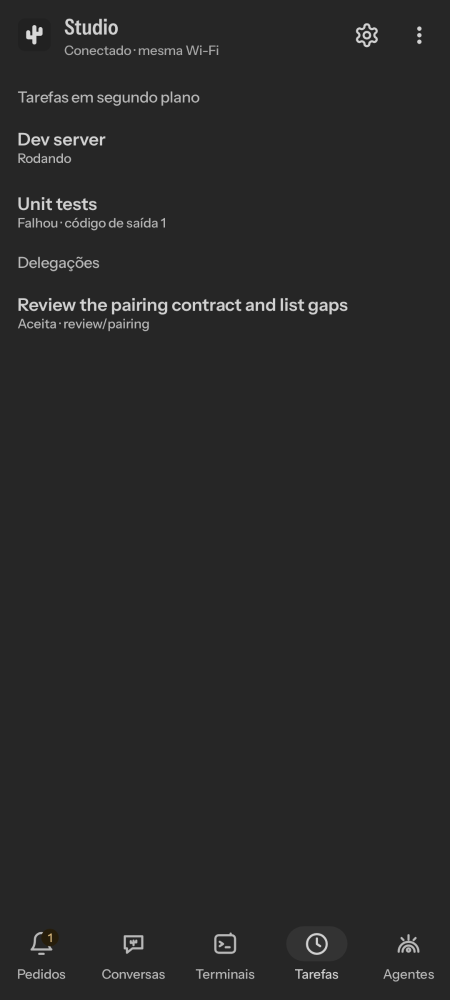 Studio
Conectado · mesma Wi-Fi
Tarefas em segundo plano
Dev server
Rodando
Unit tests
Falhou · código de saída 1
Delegações
Review the pairing contract and list gaps
Aceita · review/pairing
1
Pedidos
Conversas
Terminais
Tarefas
Agentes